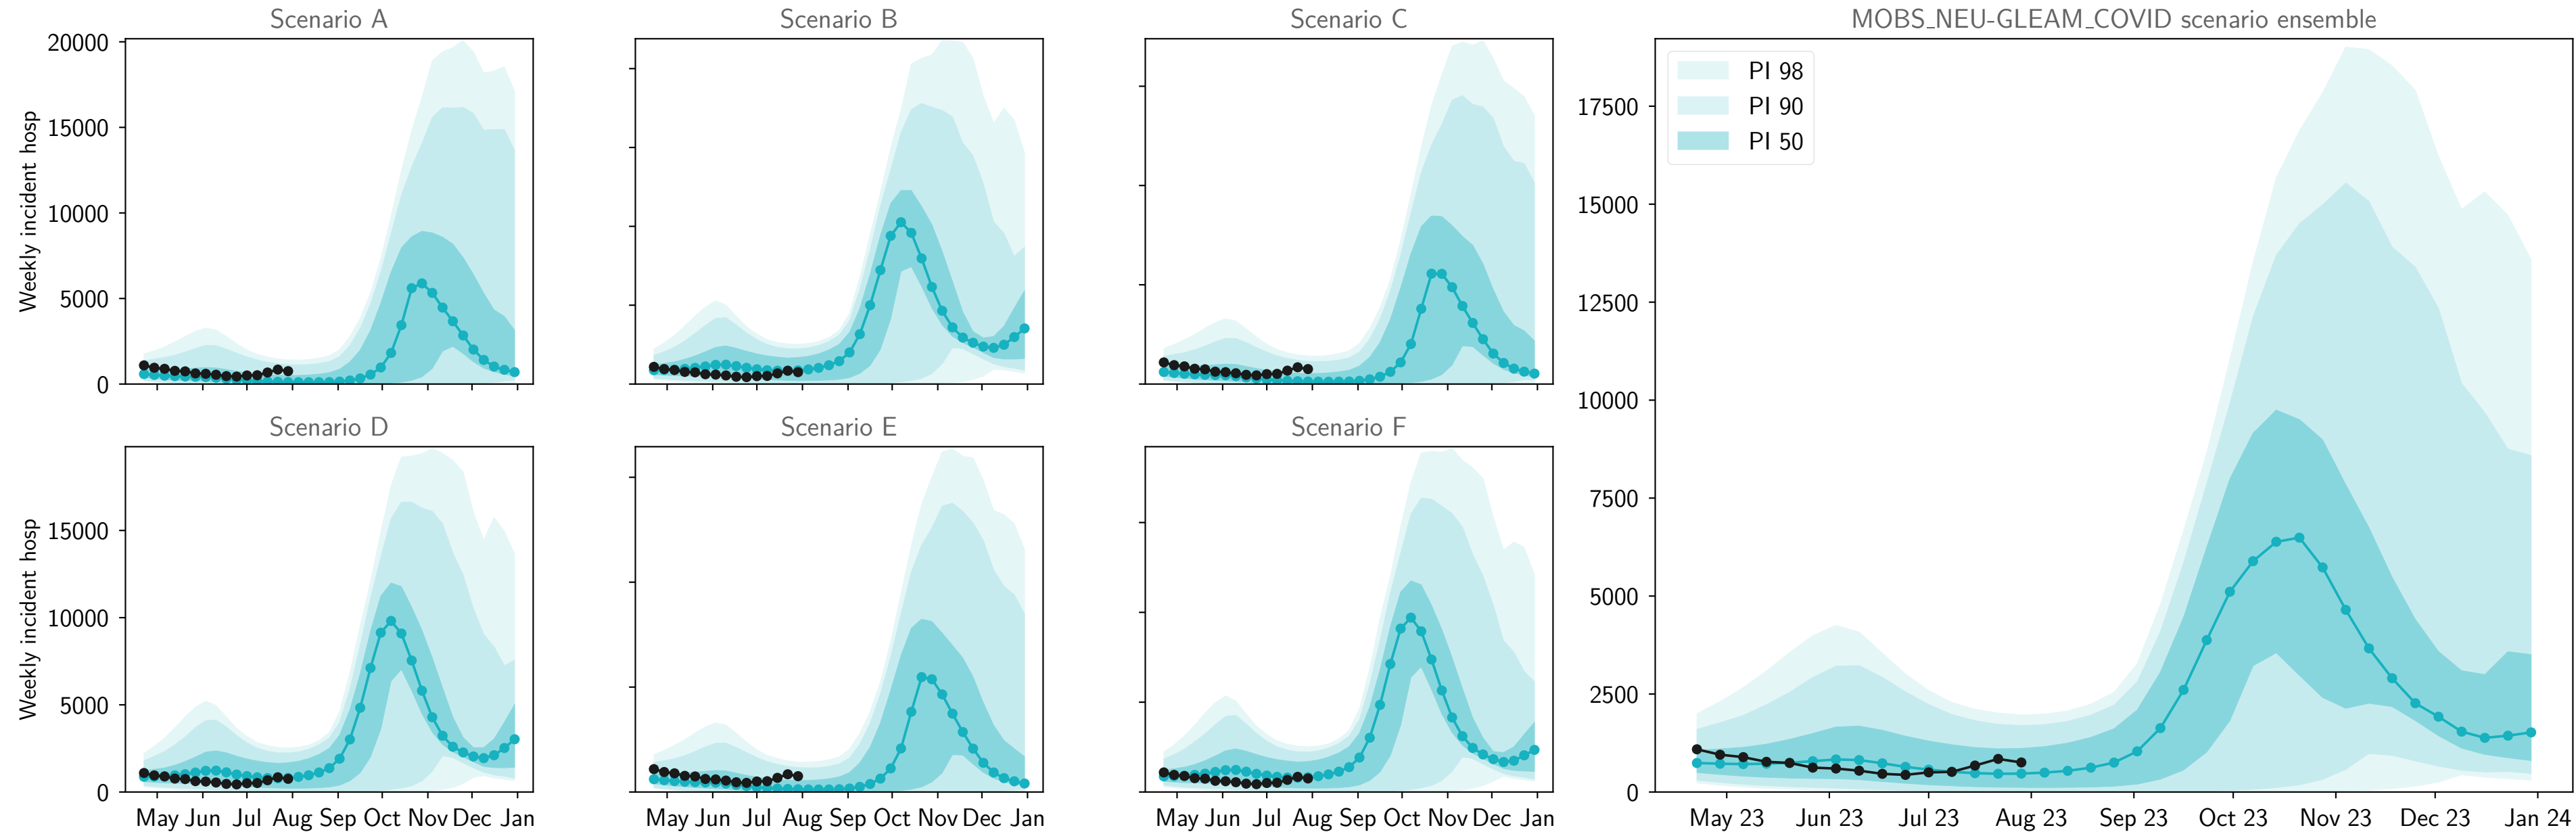 Scenario A
Scenario B
Scenario C
MOBS_NEU-GLEAM_COVID scenario ensemble
Weekly incident hosp
20000
15000
10000
5000
0
PI 98
PI 90
PI 50
17500
15000
12500
10000
7500
5000
2500
0
Scenario D
Scenario E
Scenario F
Weekly incident hosp
15000
10000
5000
0
May Jun Jul Aug Sep Oct Nov Dec Jan
May Jun Jul Aug Sep Oct Nov Dec Jan
May Jun Jul Aug Sep Oct Nov Dec Jan
May 23 Jun 23 Jul 23 Aug 23 Sep 23 Oct 23 Nov 23 Dec 23 Jan 24